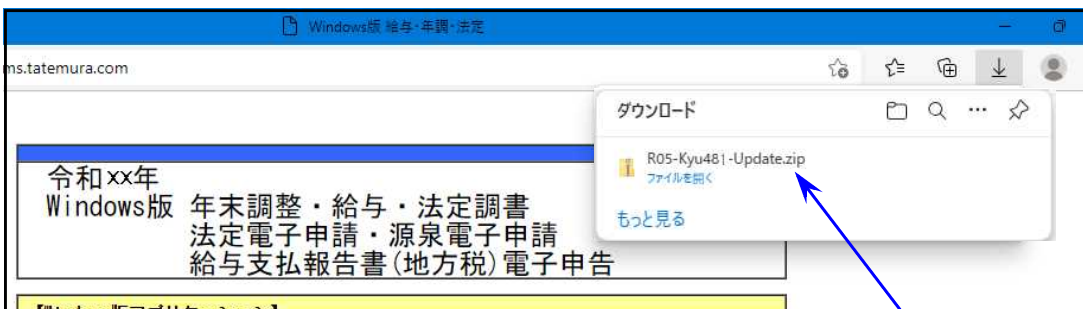 Windows版 給与・年調・法定
ms.tatemura.com
ダウンロード
R05-Kyu481-Update.zip
ファイルを開く
もっと見る
令和xx年
Windows版 年末調整・給与・法定調書
法定電子申請・源泉電子申請
給与支払報告書(地方税)電子申告